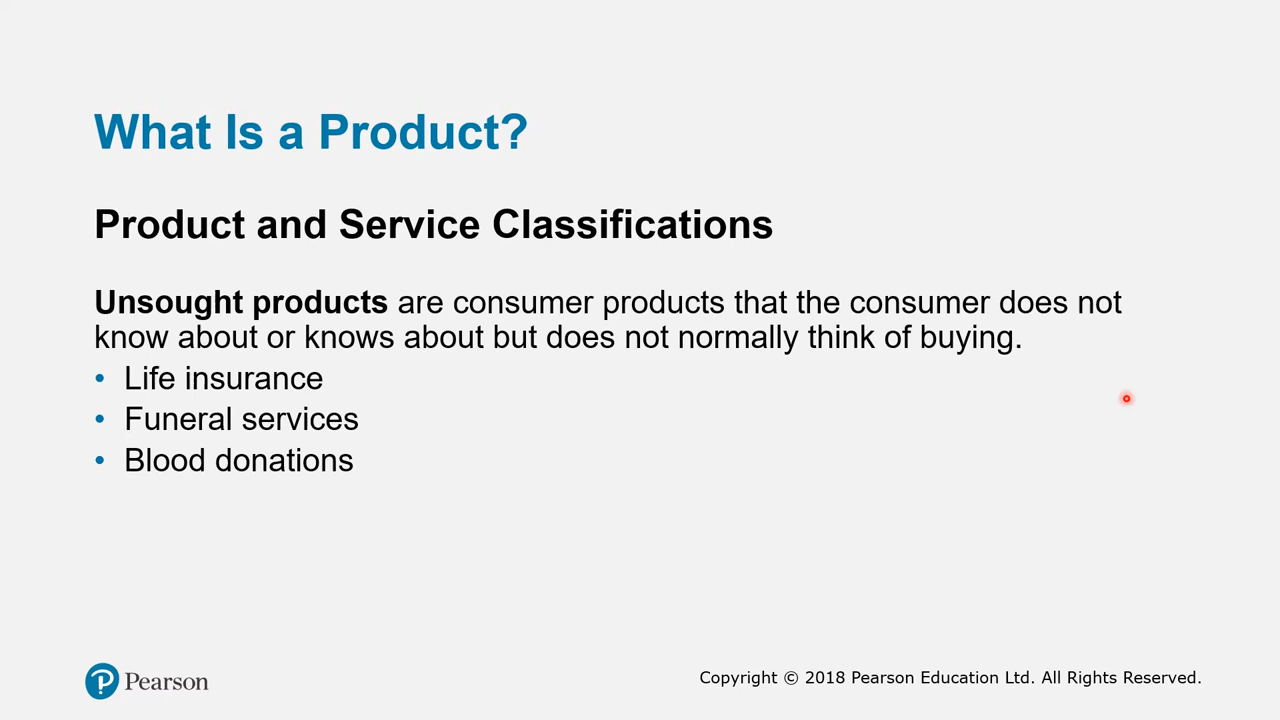 What Is a Product?
Product and Service Classifications
Unsought products are consumer products that the consumer does not
know about or knows about but does not normally think of buying.
• Life insurance
• Funeral services
• Blood donations
Pearson
Copyright © 2018 Pearson Education Ltd. All Rights Reserved.